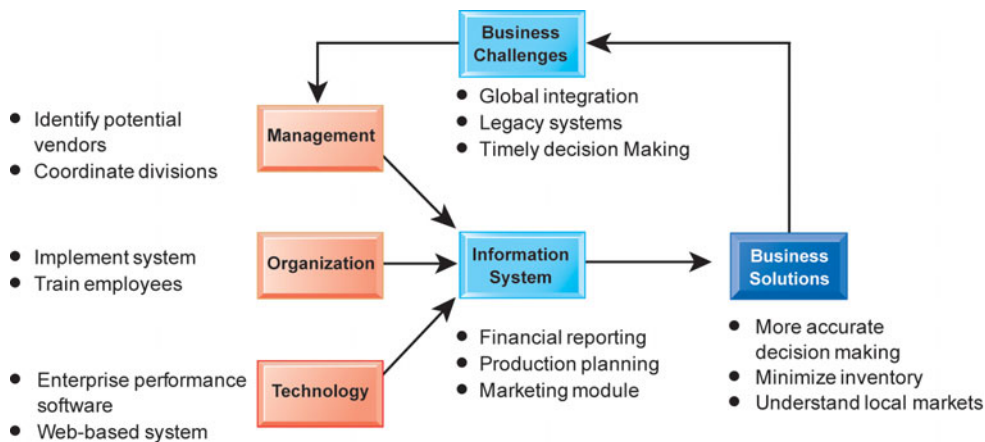 Business
Challenges
Global integration
Legacy systems
Timely decision Making
Identify potential
vendors
Coordinate divisions
Management
Implement system
Train employees
Organization
Information
System
Financial reporting
Production planning
Marketing module
Business
Solutions
More accurate
decision making
Minimize inventory
Understand local markets
Enterprise performance
software
Web-based system
Technology